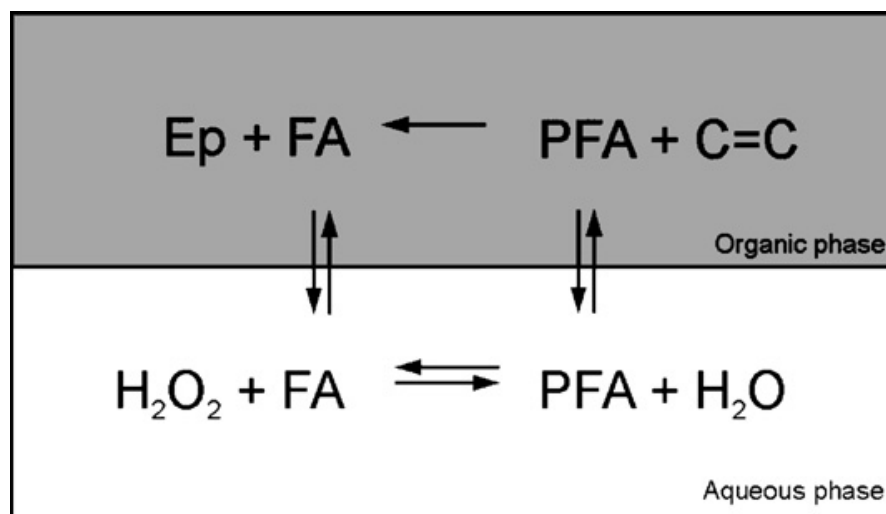 Ep + FA PFA + C=C
Organic phase
H₂O₂ + FA PFA + H₂O
Aqueous phase